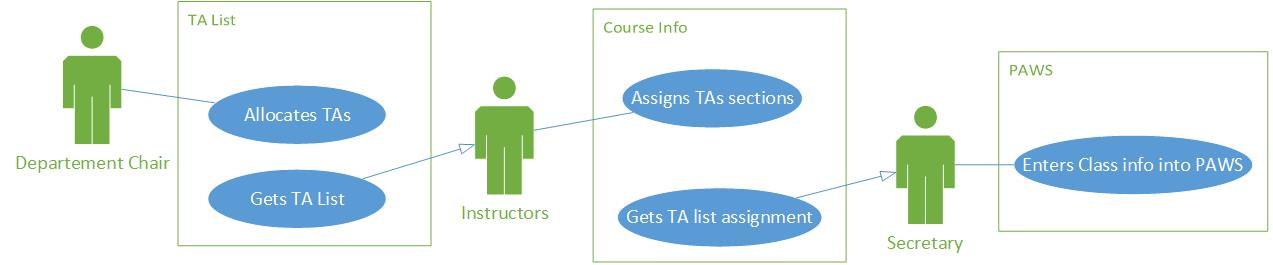 TA List
Course Info
PAWS
Allocates TAs
Assigns TAs sections
Departement Chair
Enters Class info into PAWS
Gets TA List
Instructors
Gets TA list assignment
Secretary